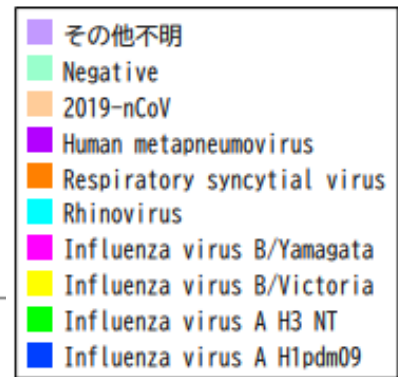 その他不明
Negative
2019-nCoV
Human metapneumovirus
Respiratory syncytial virus
Rhinovirus
Influenza virus B/Yamagata
Influenza virus B/Victoria
Influenza virus A H3 NT
Influenza virus A H1pdm09